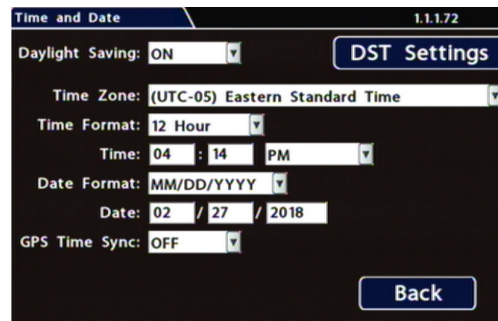 Time and Date 1.1.1.72
Daylight Saving: ON DST Settings
Time Zone: (UTC-05) Eastern Standard Time
Time Format: 12 Hour
Time: 04 : 14 PM
Date Format: MM/DD/YYYY
Date: 02 / 27 / 2018
GPS Time Sync: OFF
Back